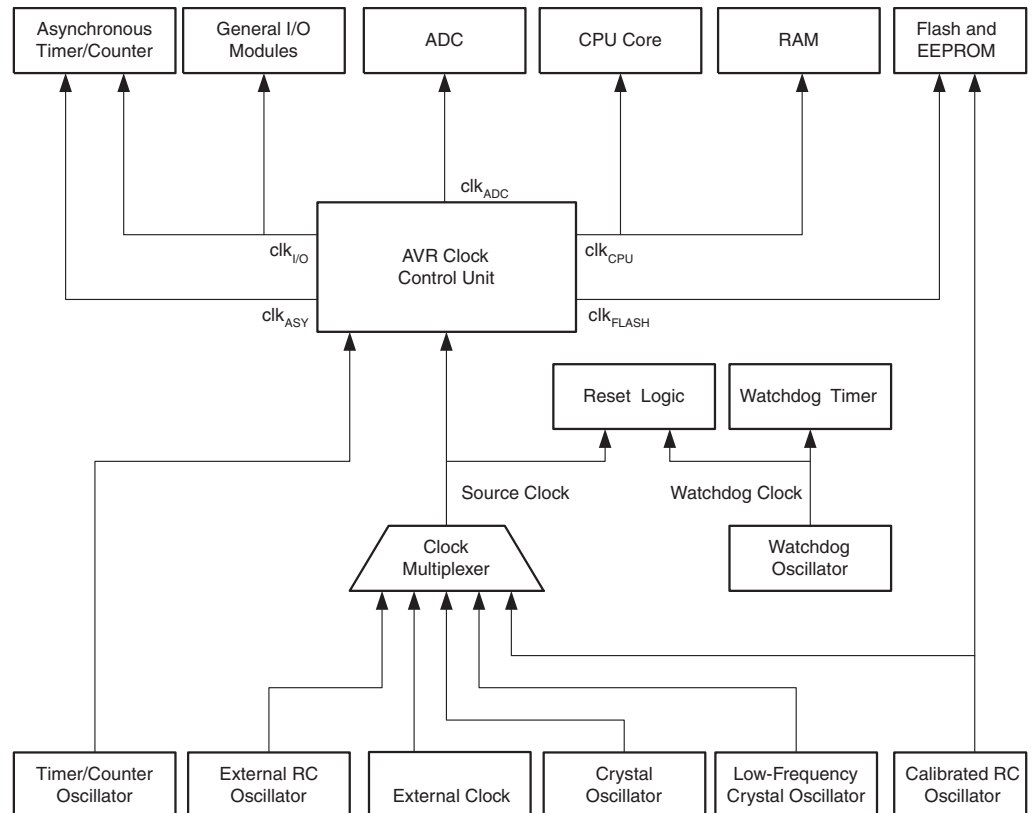 Asynchronous
Timer/Counter
General I/O
Modules
ADC
CPU Core
RAM
Flash and
EEPROM
clkADC
clkI/O
AVR Clock
Control Unit
clkCPU
clkASY
clkFLASH
Reset Logic
Watchdog Timer
Source Clock
Watchdog Clock
Clock
Multiplexer
Watchdog
Oscillator
Timer/Counter
Oscillator
External RC
Oscillator
External Clock
Crystal
Oscillator
Low-Frequency
Crystal Oscillator
Calibrated RC
Oscillator